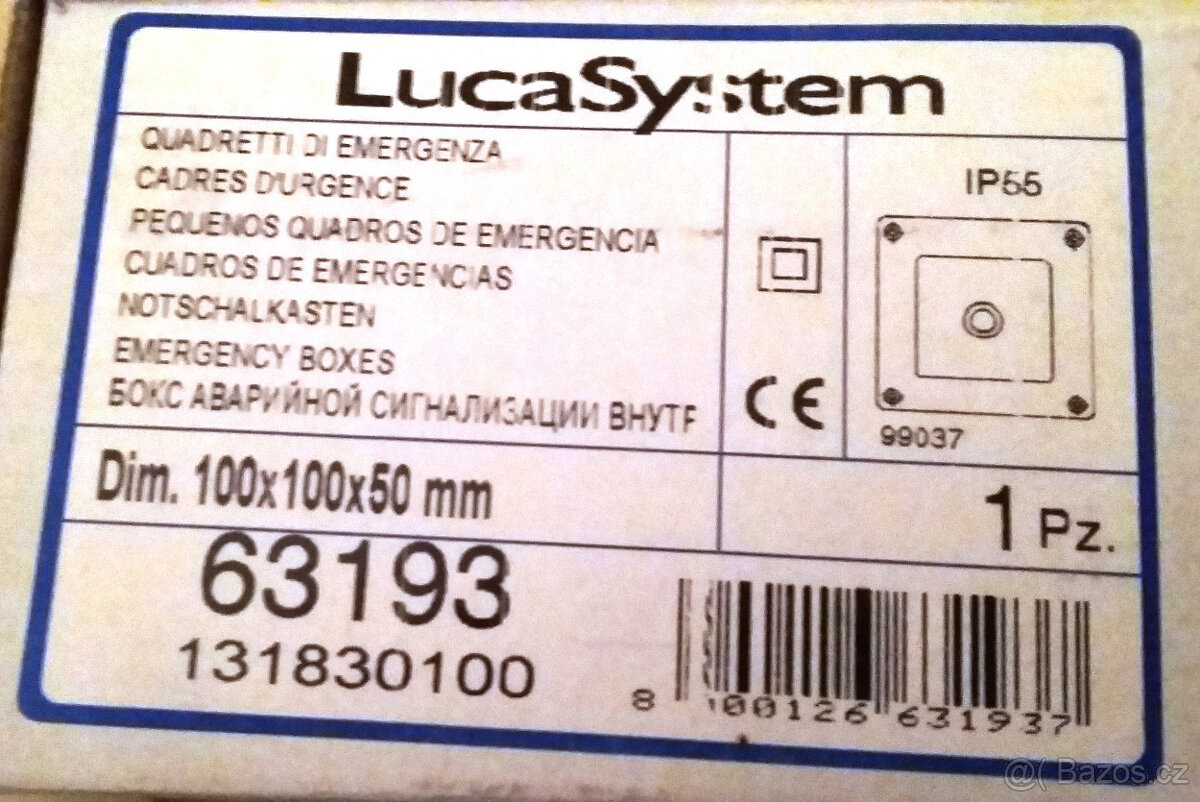 LucaSystem
QUADRETTI DI EMERGENZA
CADRES D'URGENCE
PEQUENOS QUADROS DE EMERGENCIA
CUADROS DE EMERGENCIAS
NOTSCHALKASTEN
EMERGENCY BOXES
БОКС АВАРИЙНОЙ СИГНАЛИЗАЦИИ ВНУТР
CE
IP55
99037
Dim. 100x100x50 mm
1 Pz.
63193
131830100
8 000126 631937
@( Bazos.cz